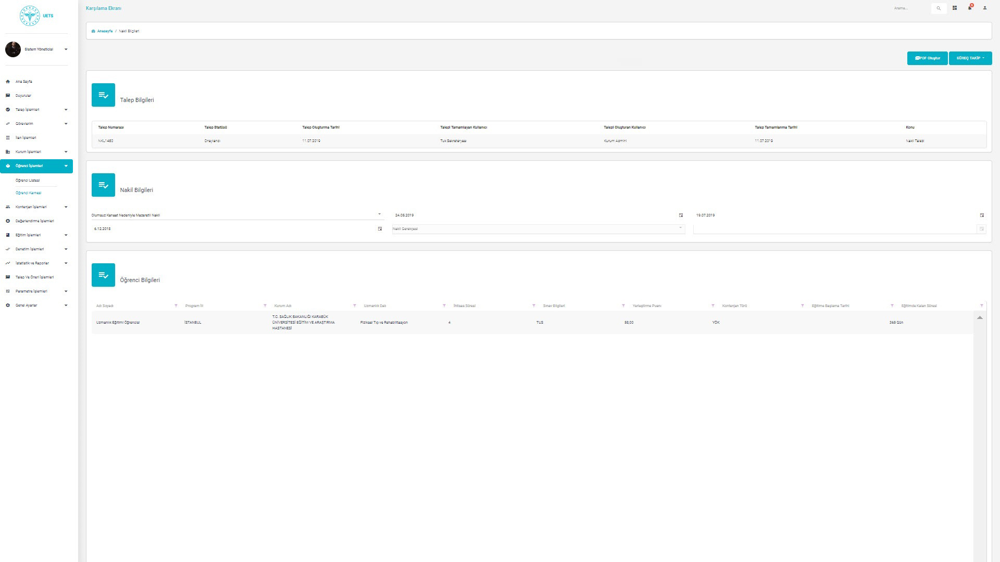 UETS
Sistem Yöneticisi
Ana Sayfa
Duyurular
Talep İşlemleri
Görevlerim
İlan İşlemleri
Kurum İşlemleri
Öğrenci İşlemleri
Öğrenci Listesi
Öğrenci Karnesi
Kontenjan İşlemleri
Değerlendirme İşlemleri
Eğitim İşlemleri
Denetim İşlemleri
İstatistik ve Raporlar
Talep Ve Öneri İşlemleri
Parametre İşlemleri
Genel Ayarlar
Karşılama Ekranı
Arama...
0
Anasayfa / Nakil Bilgileri
PDF Oluştur SÜREÇ TAKİP
Talep Bilgileri
Talep Numarası Talep Statüsü Talep Oluşturma Tarihi Talepi Tamamlayan Kullanıcı Talepi Oluşturan Kullanıcı Talep Tamamlanma Tarihi Konu
NKL1450 Onaylandı 11.07.2019 Tuk Sekreteryası Kurum Admini 11.07.2019 Nakil Talebi
Nakil Bilgileri
Olumsuz Kanaat Nedeniyle Mazeretli Nakli 24.05.2019 19.07.2019
6.12.2018 Nakil Gerekçesi
Öğrenci Bilgileri
Adı Soyadı Program İli Kurum Adı Uzmanlık Dalı İhtisas Süresi Sınav Bilgileri Yerleştirme Puanı Kontenjan Türü Eğitime Başlama Tarihi Eğitimde Kalan Süresi
Uzmanlık Eğitimi Öğrencisi İSTANBUL T.C. SAĞLIK BAKANLIĞI KARABÜK
ÜNİVERSİTESİ EĞİTİM VE ARAŞTIRMA
HASTANESİ Fiziksel Tıp ve Rehabilitasyon 4 TUS 58,00 YÖK 365 Gün